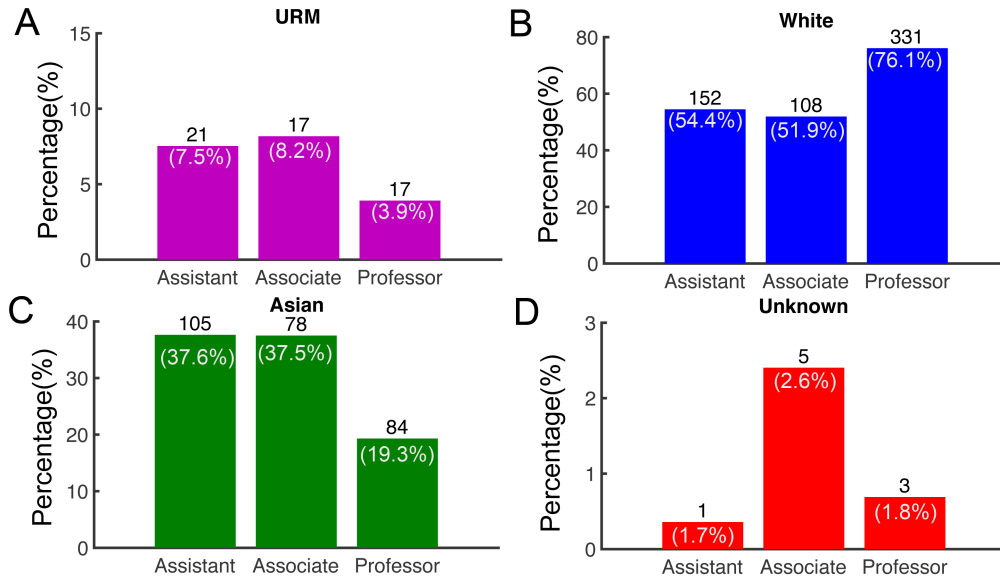 A
URM
Percentage(%)
15
10
5
0
21
(7.5%)
17
(8.2%)
17
(3.9%)
Assistant Associate Professor
B
White
Percentage(%)
80
60
40
20
0
152
(54.4%)
108
(51.9%)
331
(76.1%)
Assistant Associate Professor
C
Asian
Percentage(%)
40
30
20
10
0
105
(37.6%)
78
(37.5%)
84
(19.3%)
Assistant Associate Professor
D
Unknown
Percentage(%)
3
2
1
0
1
(1.7%)
5
(2.6%)
3
(1.8%)
Assistant Associate Professor